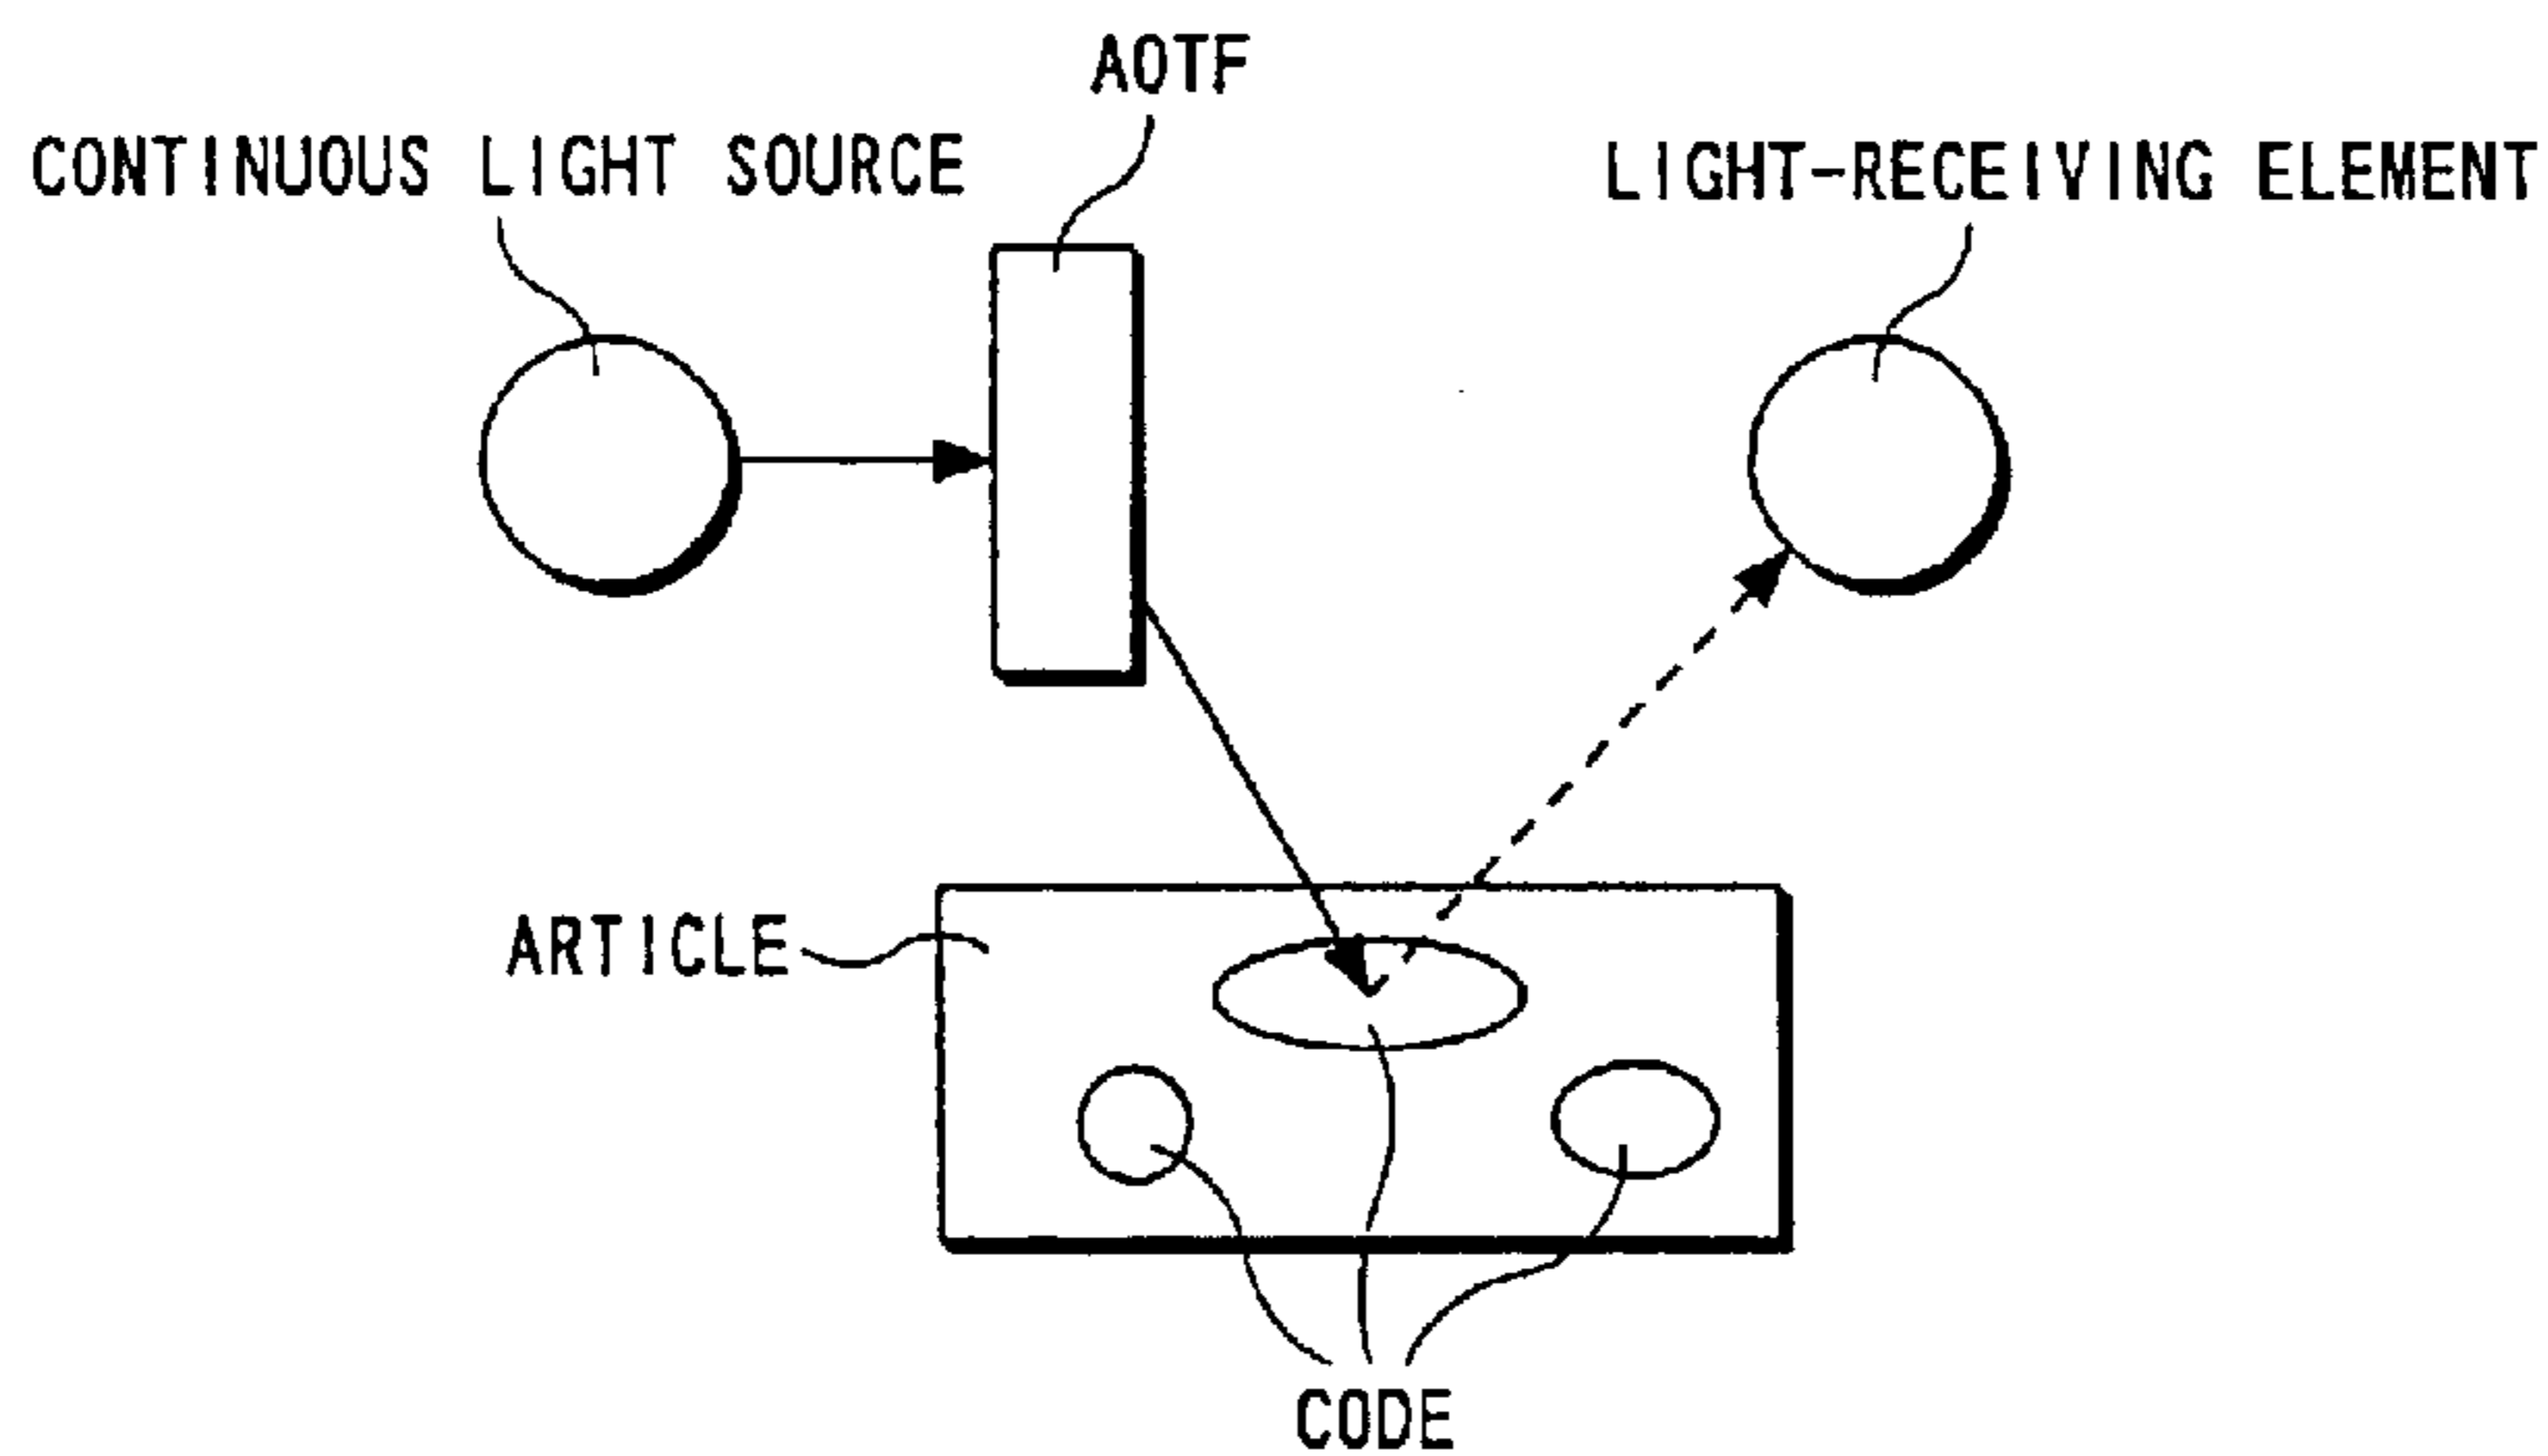 AOTF
CONTINUOUS LIGHT SOURCE
LIGHT-RECEIVING ELEMENT
ARTICLE
CODE